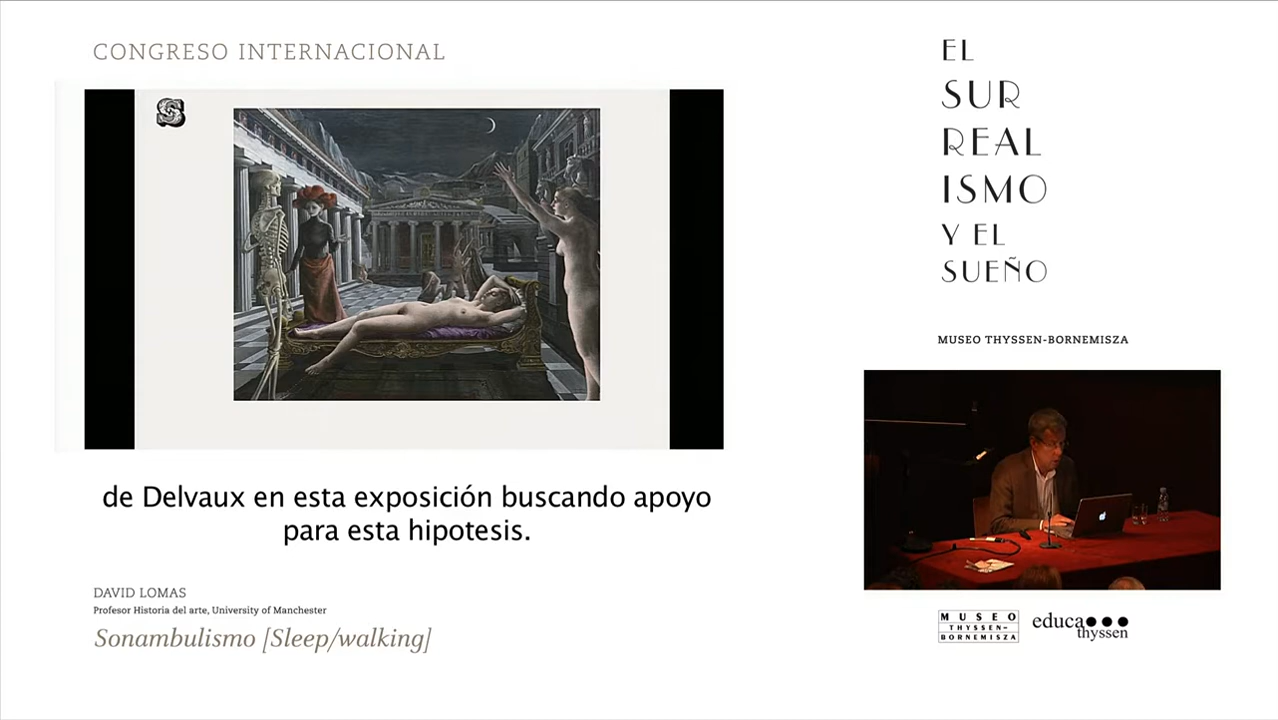 CONGRESO INTERNACIONAL
S
de Delvaux en esta exposición buscando apoyo
para esta hipotesis.
DAVID LOMAS
Profesor Historia del arte, University of Manchester
Sonambulismo [Sleep/walking]
EL
SUR
REAL
ISMO
Y EL
SUEÑO
MUSEO THYSSEN-BORNEMISZA
MUSEO
THYSSEN-
BORNEMISZA
educa
thyssen